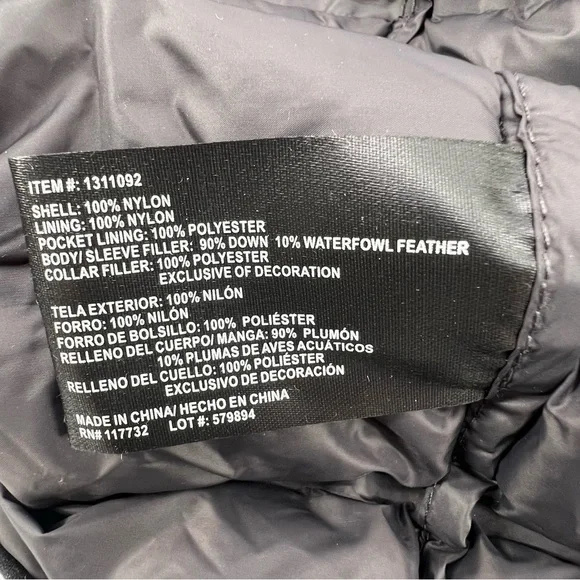 ITEM #: 1311092
SHELL: 100% NYLON
LINING: 100% NYLON
POCKET LINING: 100% POLYESTER
BODY/ SLEEVE FILLER: 90% DOWN 10% WATERFOWL FEATHER
COLLAR FILLER: 100% POLYESTER
EXCLUSIVE OF DECORATION
TELA EXTERIOR: 100% NILÓN
FORRO: 100% NILÓN
FORRO DE BOLSILLO: 100% POLIÉSTER
RELLENO DEL CUERPO/ MANGA: 90% PLUMÓN
10% PLUMAS DE AVES ACUÁTICOS
RELLENO DEL CUELLO: 100% POLIÉSTER
EXCLUSIVO DE DECORACIÓN
MADE IN CHINA/ HECHO EN CHINA
RN# 117732 LOT #: 579894